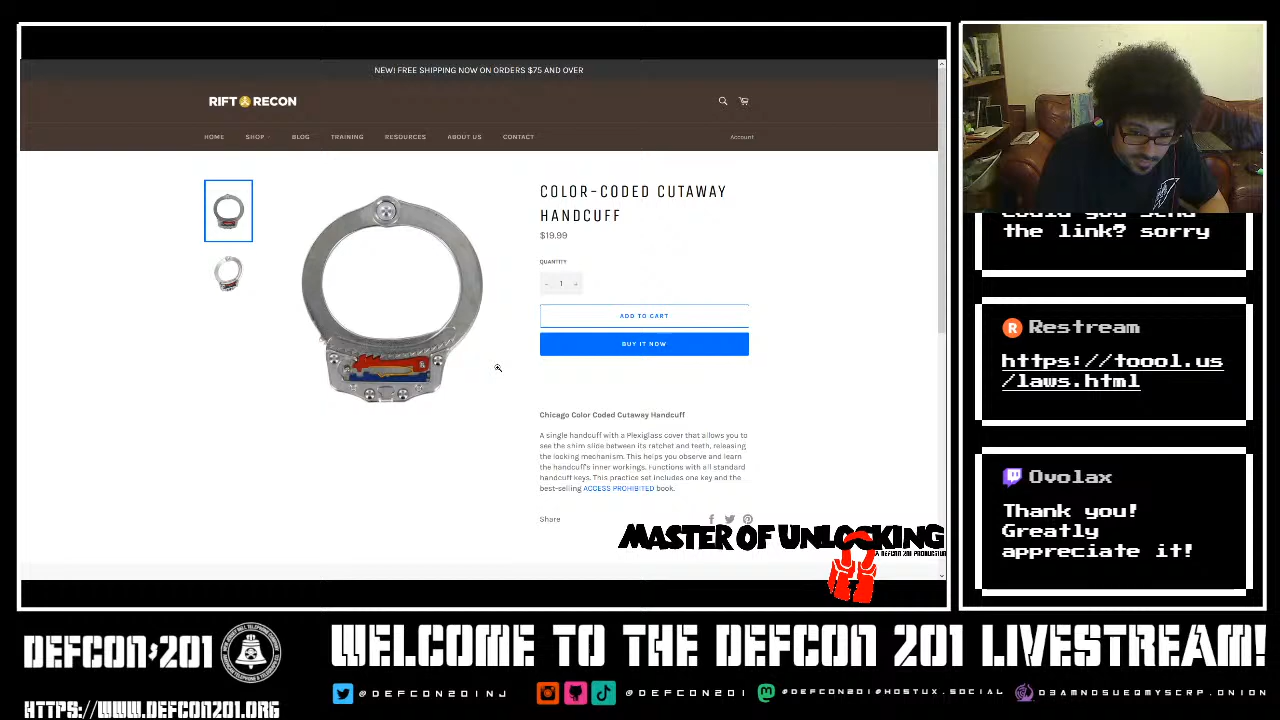 NEW! FREE SHIPPING NOW ON ORDERS $75 AND OVER
RIFT RECON
HOME SHOP BLOG TRAINING RESOURCES ABOUT US CONTACT Account
COLOR-CODED CUTAWAY
HANDCUFF
$19.99
QUANTITY
- 1 +
ADD TO CART
BUY IT NOW
Chicago Color Coded Cutaway Handcuff
A single handcuff with a Plexiglass cover that allows you to
see the shim slide between its ratchet and teeth, releasing
the locking mechanism. This helps you observe and learn
the handcuff's inner workings. Functions with all standard
handcuff keys. This practice set includes one key and the
best-selling ACCESS PROHIBITED book.
Share
MASTER OF UNLOCKING
A DEFCON 201 PRODUCTION
the link? sorry
Restream
https://toool.us
/laws.html
Ovolax
Thank you!
Greatly
appreciate it!
DEFCON 201
HTTPS://WWW.DEFCON201.ORG
WELCOME TO THE DEFCON 201 LIVESTREAM!
@DEFCON201NJ
@DEFCON201
@DEFCON201@HOSTUX.SOCIAL